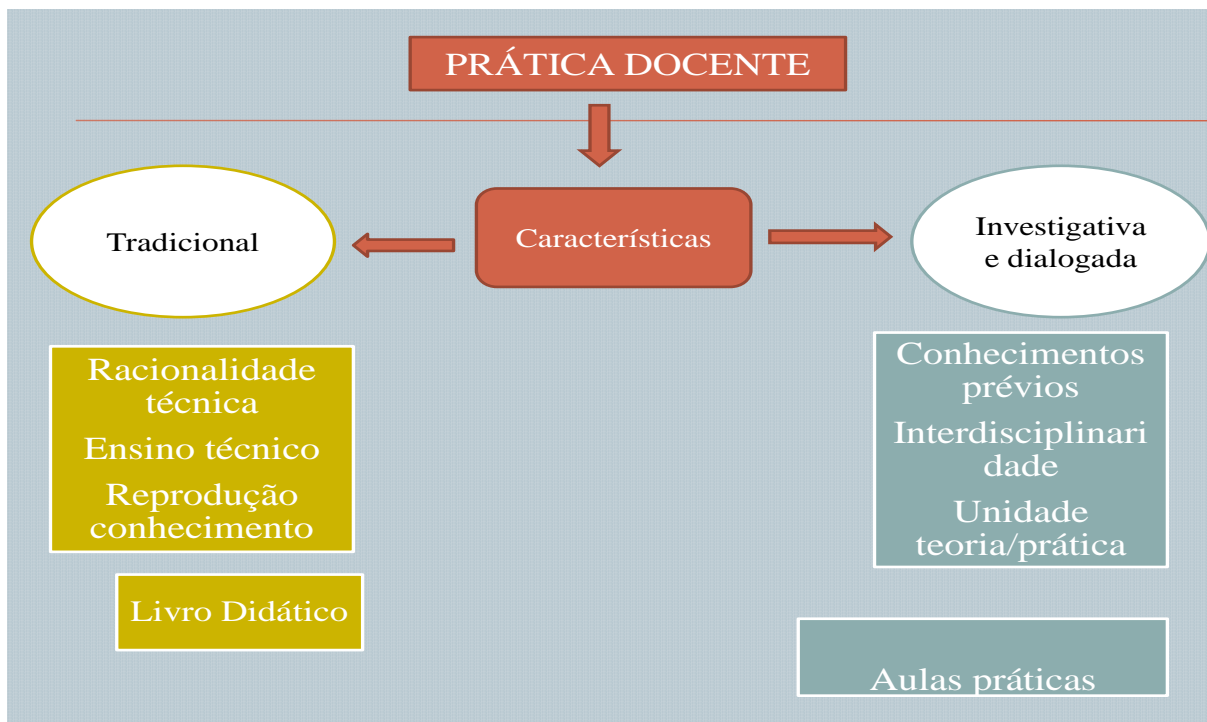 PRÁTICA DOCENTE
Tradicional
Características
Investigativa
e dialogada
Racionalidade
técnica
Ensino técnico
Reprodução
conhecimento
Livro Didático
Conhecimentos
prévios
Interdisciplinari
dade
Unidade
teoria/prática
Aulas práticas